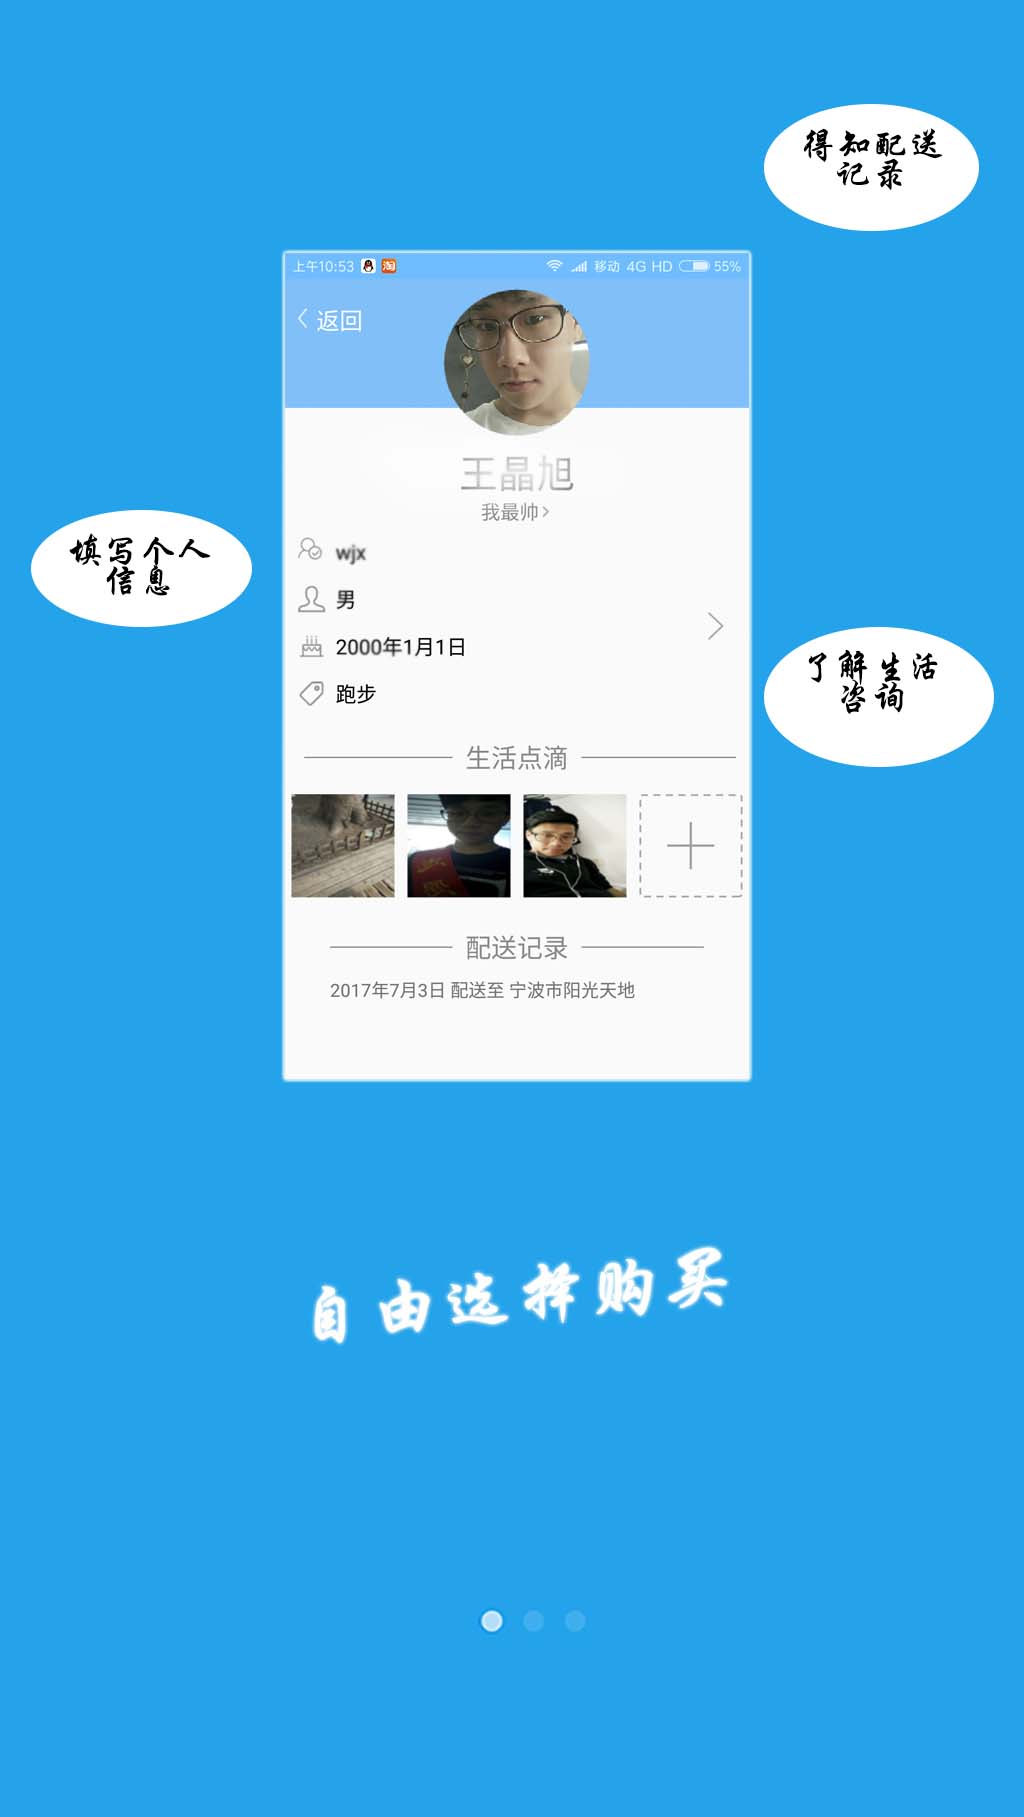 得知配送
记录
上午10:53 淘 移动 4G HD 55%
返回
王晶旭
我最帅
填写个人
信息
wjx
男
2000年1月1日
跑步
了解生活
咨询
生活点滴
配送记录
2017年7月3日 配送至 宁波市阳光天地
自由选择购买